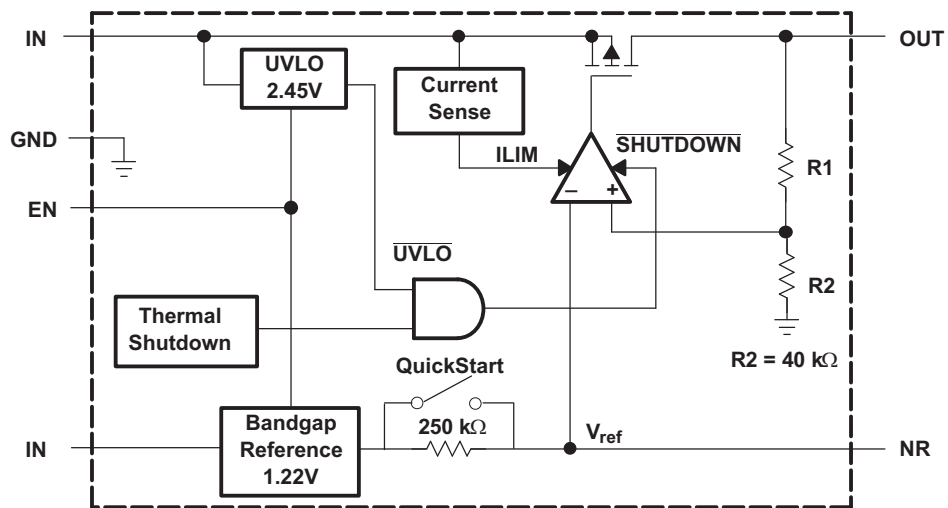 IN
OUT
UVLO
2.45V
Current
Sense
GND
SHUTDOWN
ILIM
R1
– +
EN
UVLO
R2
Thermal
Shutdown
R2 = 40 kΩ
QuickStart
Bandgap
Reference
1.22V
250 kΩ
Vref
IN
NR